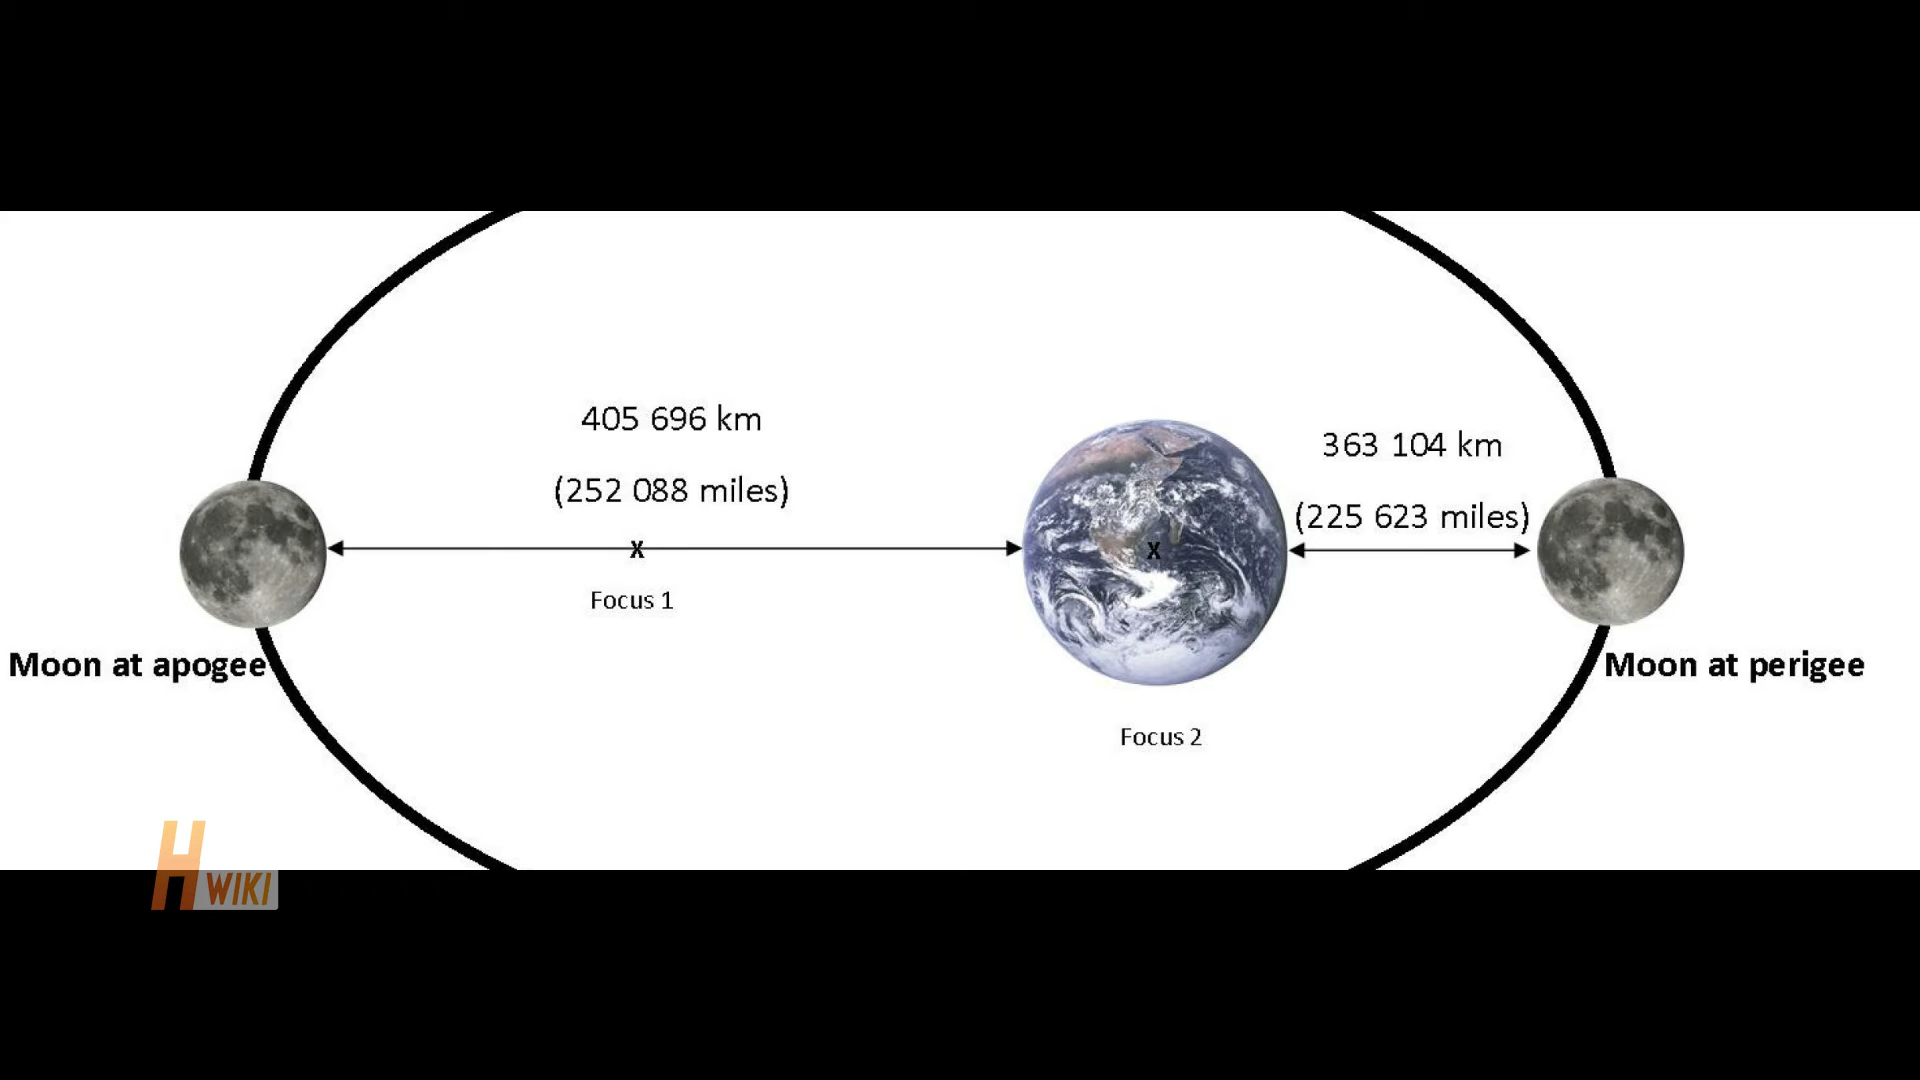 405 696 km
(252 088 miles)
363 104 km
(225 623 miles)
X
X
Focus 1
Moon at apogee
Moon at perigee
Focus 2
H WIKI